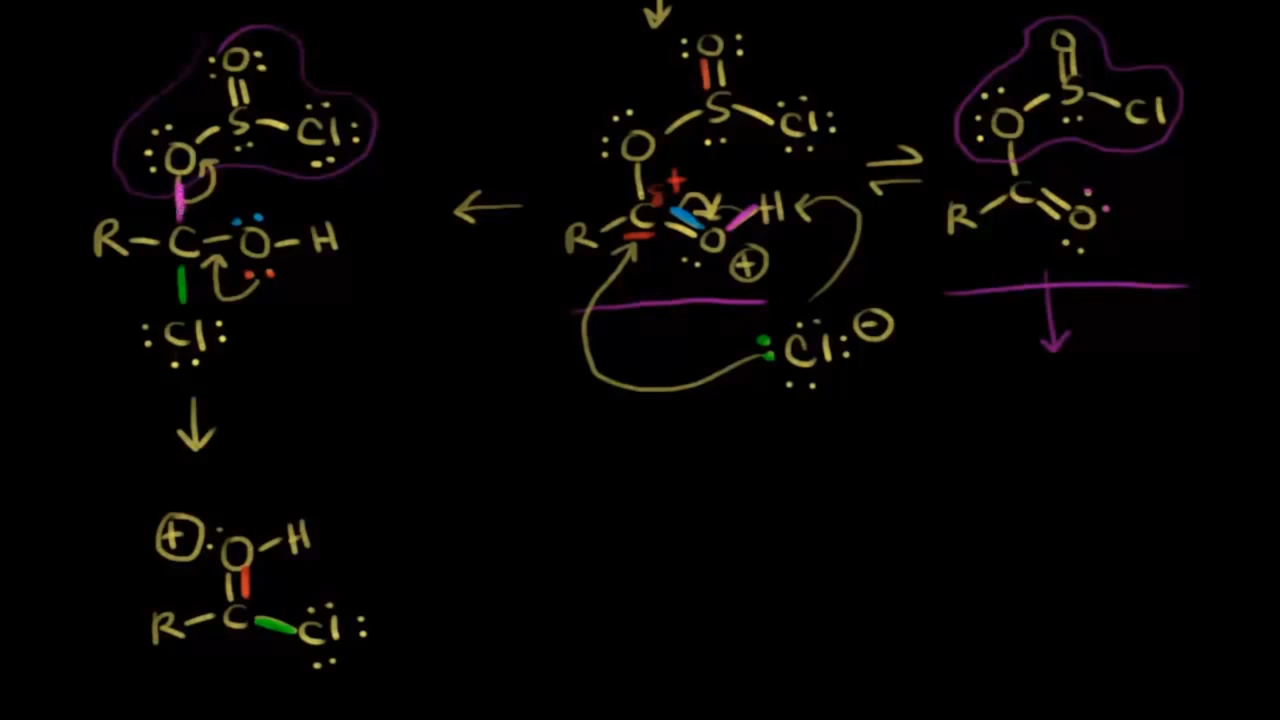 O O O
S Cl S Cl S Cl
O O O
δ+
R–C–O–H R C O H R C O
+
Cl Cl –
+ O–H
R–C–Cl